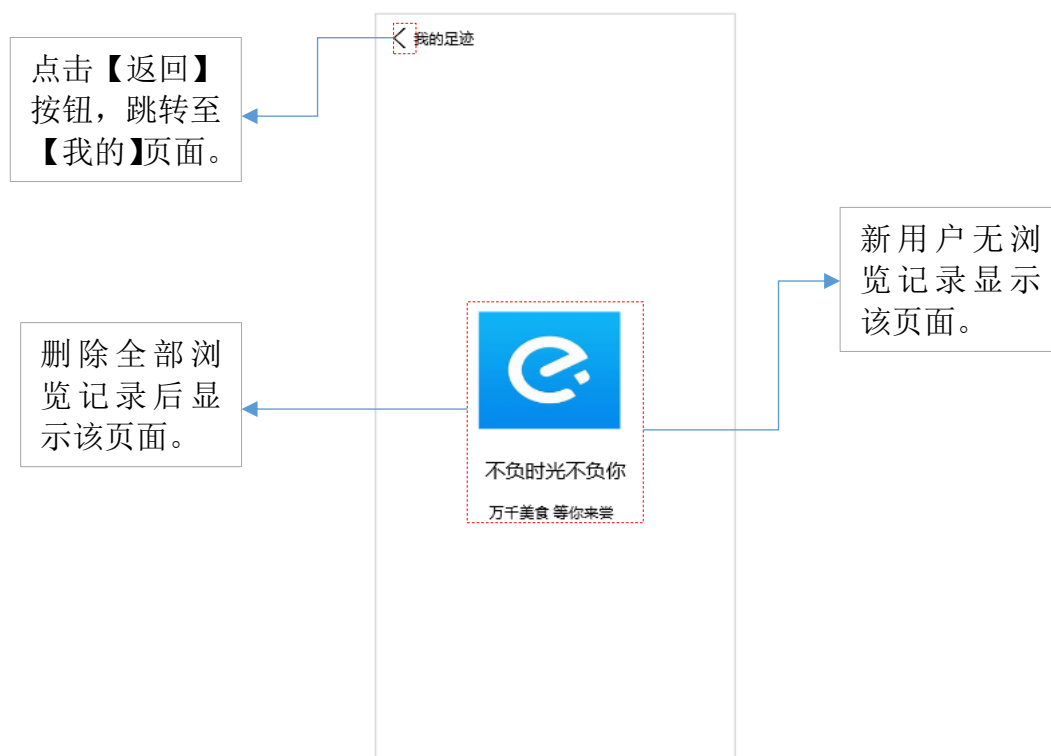 我的足迹
点击【返回】
按钮，跳转至
【我的】页面。
新用户无浏
览记录显示
该页面。
删除全部浏
览记录后显
示该页面。
不负时光不负你
万千美食 等你来尝